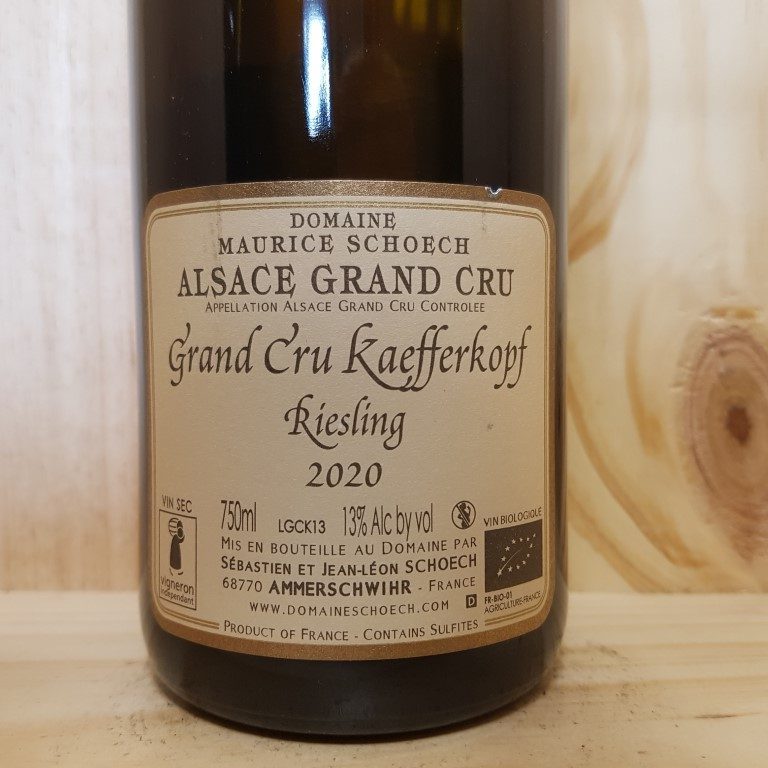 DOMAINE
MAURICE SCHOECH
ALSACE GRAND CRU
APPELLATION ALSACE GRAND CRU CONTROLEE
Grand Cru Kaefferkopf
Riesling
2020
VIN SEC
750ml LGCK13 13% Alc by vol
VIN BIOLOGIQUE
MIS EN BOUTEILLE AU DOMAINE PAR
SÉBASTIEN ET JEAN-LÉON SCHOECH
68770 AMMERSCHWIHR - FRANCE
WWW.DOMAINESCHOECH.COM D
vigneron
indépendant
FR-BIO-01
AGRICULTURE-FRANCE
PRODUCT OF FRANCE - CONTAINS SULFITES